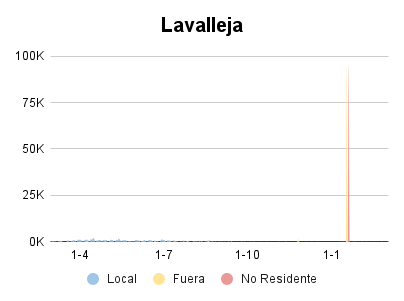 Lavalleja
100K
75K
50K
25K
0K
1-4 1-7 1-10 1-1
Local Fuera No Residente